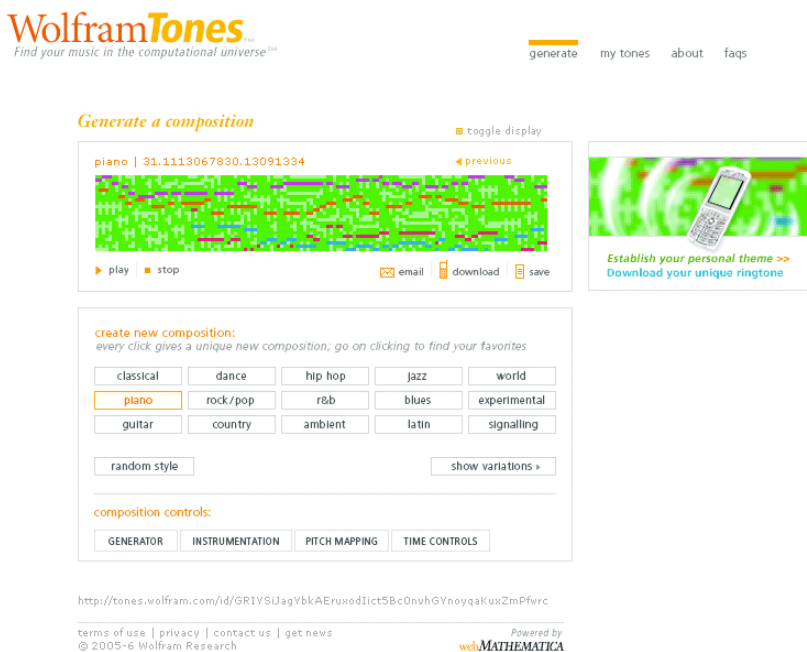 WolframTones™
Find your music in the computational universe™
generate my tones about faqs
Generate a composition
toggle display
piano | 31.1113067830.13091334
previous
play stop email download save
Establish your personal theme >>
Download your unique ringtone
create new composition:
every click gives a unique new composition; go on clicking to find your favorites
classical dance hip hop jazz world
piano rock/pop r&b blues experimental
guitar country ambient latin signalling
random style show variations
composition controls:
GENERATOR INSTRUMENTATION PITCH MAPPING TIME CONTROLS
http://tones.wolfram.com/id/GRIYSiJagYbkAEruxodIict5Bc0nvhGYnoyqaKuxZmPfwrc
terms of use | privacy | contact us | get news
© 2005-6 Wolfram Research
Powered by
webMATHEMATICA